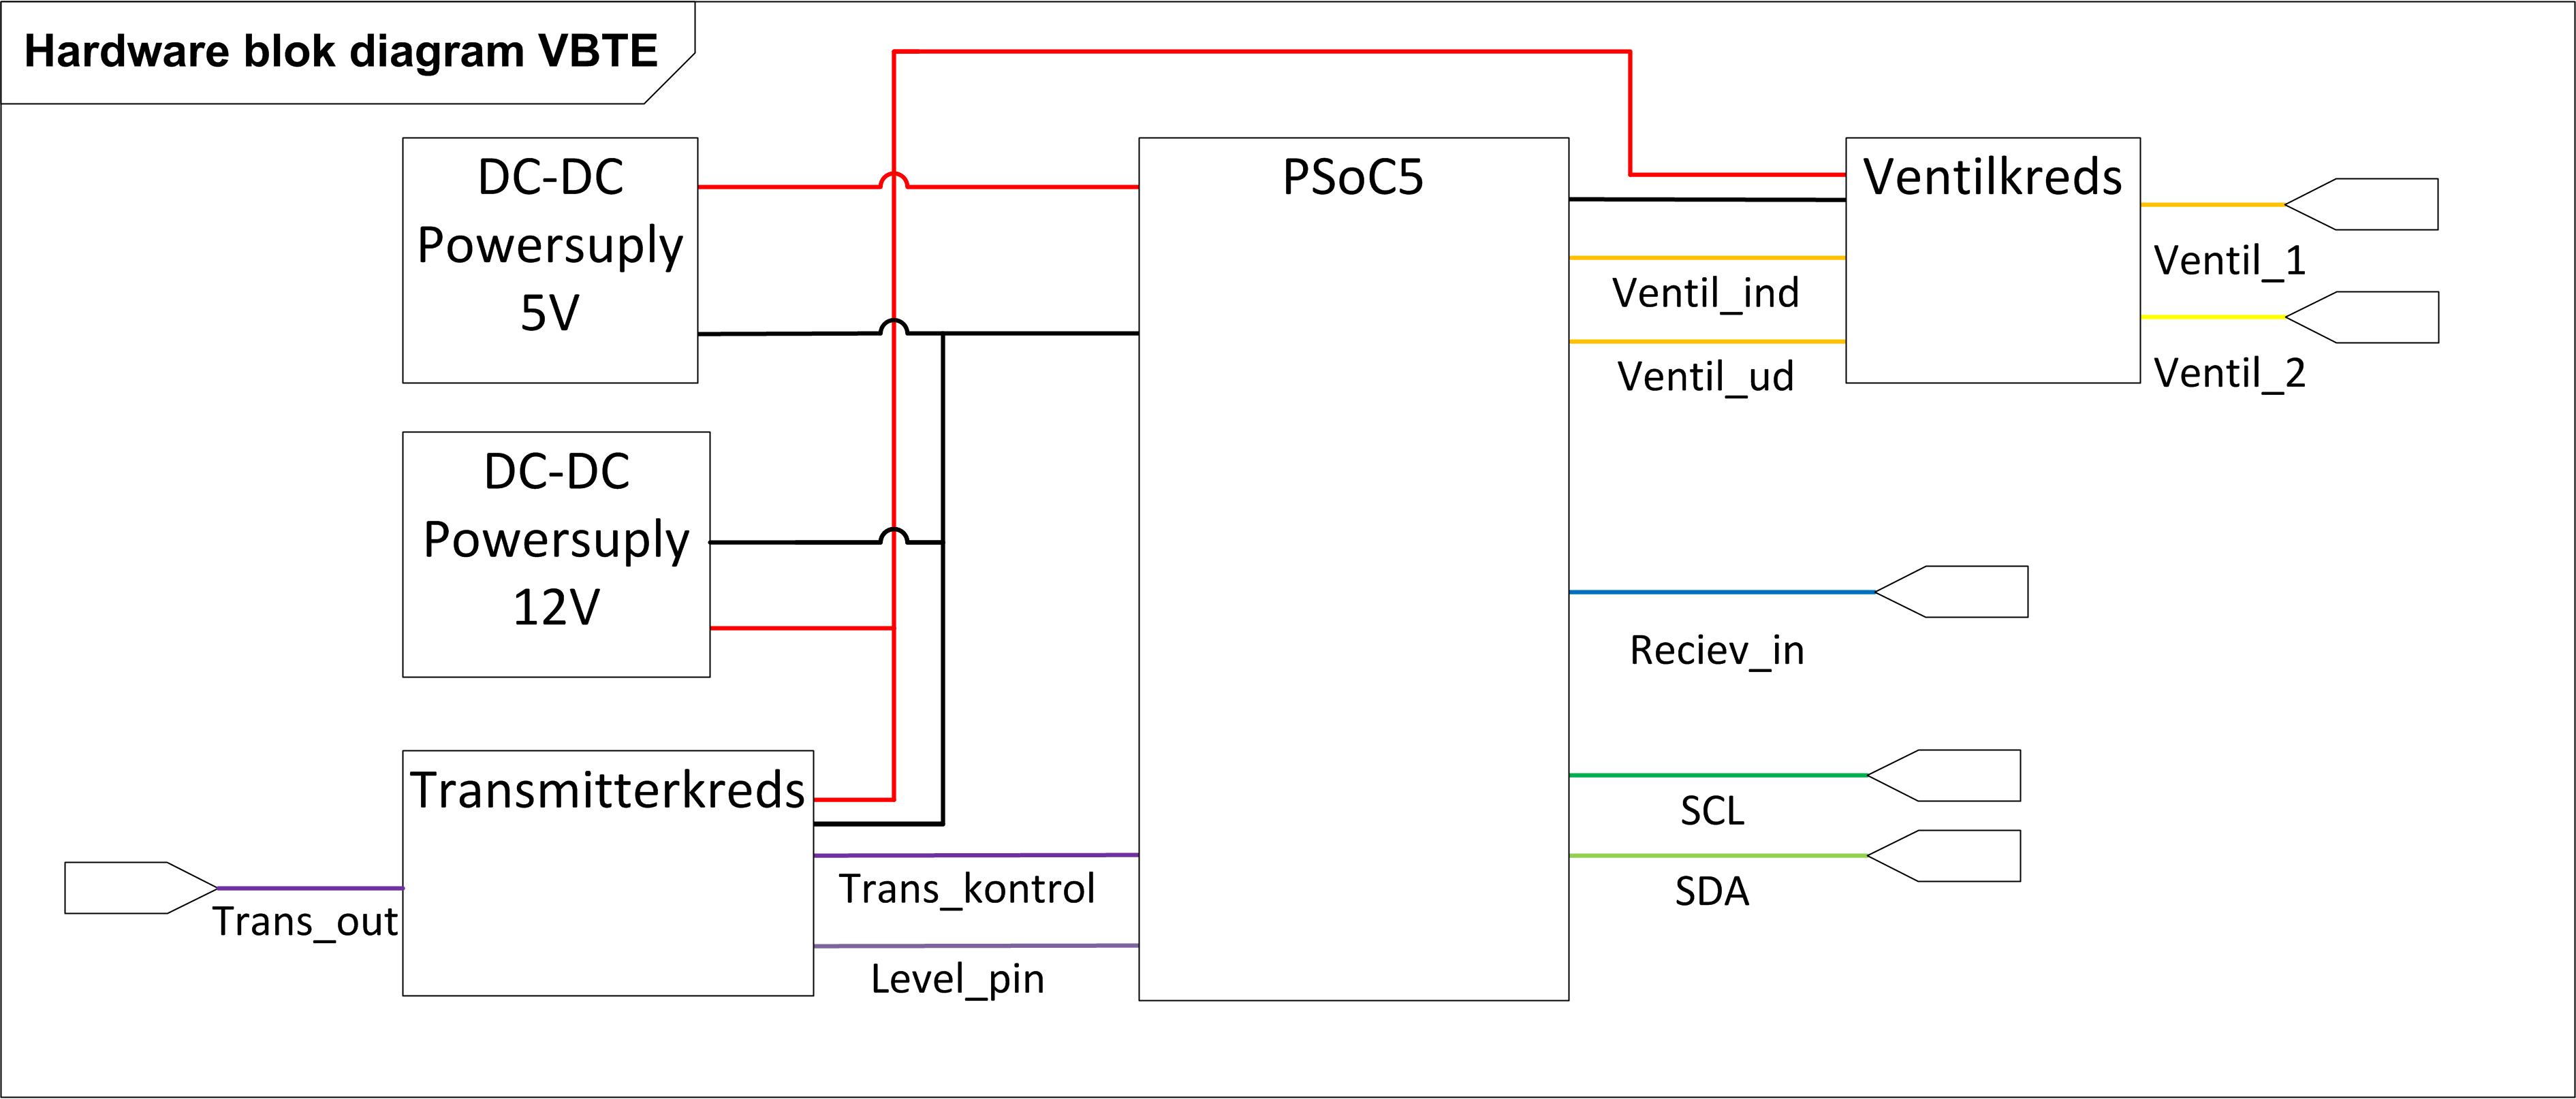 Hardware blok diagram VBTE
DC-DC
Powersuply
5V
DC-DC
Powersuply
12V
Transmitterkreds
Trans_out
Trans_kontrol
Level_pin
PSoC5
Ventil_ind
Ventil_ud
Ventilkreds
Ventil_1
Ventil_2
Reciev_in
SCL
SDA